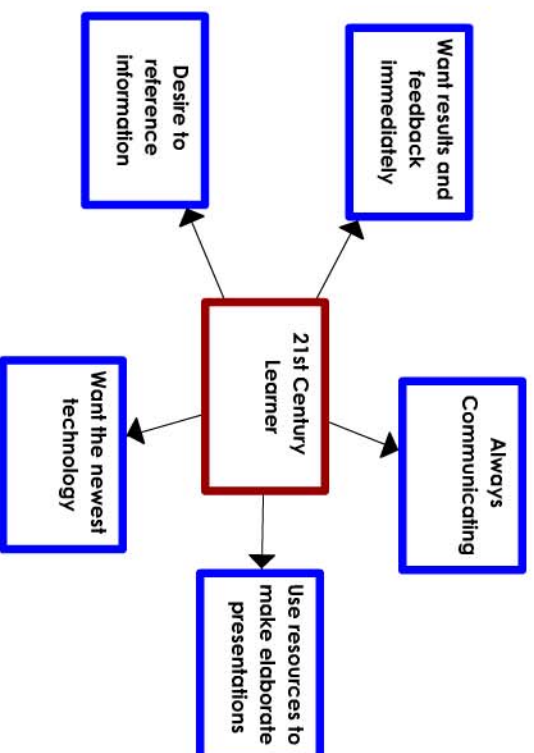 Want results and
feedback
immediately
Always
Communicating
21st Century
Learner
Use resources to
make elaborate
presentations
Desire to
reference
information
Want the newest
technology